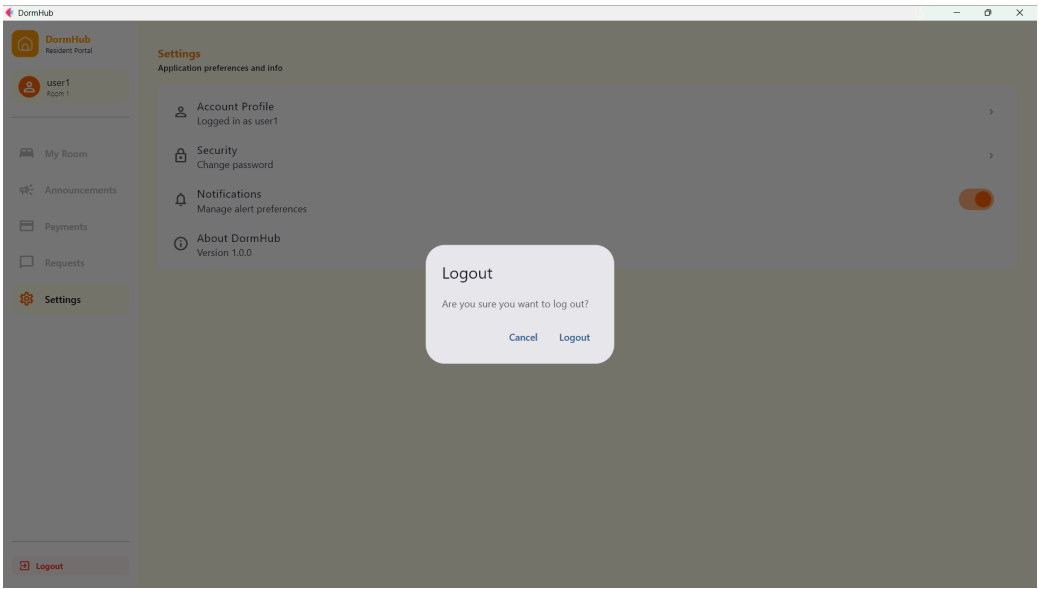 DormHub
DormHub
Resident Portal
user1
Room 1
My Room
Announcements
Payments
Requests
Settings
Logout
Settings
Application preferences and info
Account Profile
Logged in as user1
Security
Change password
Notifications
Manage alert preferences
About DormHub
Version 1.0.0
Logout
Are you sure you want to log out?
Cancel Logout